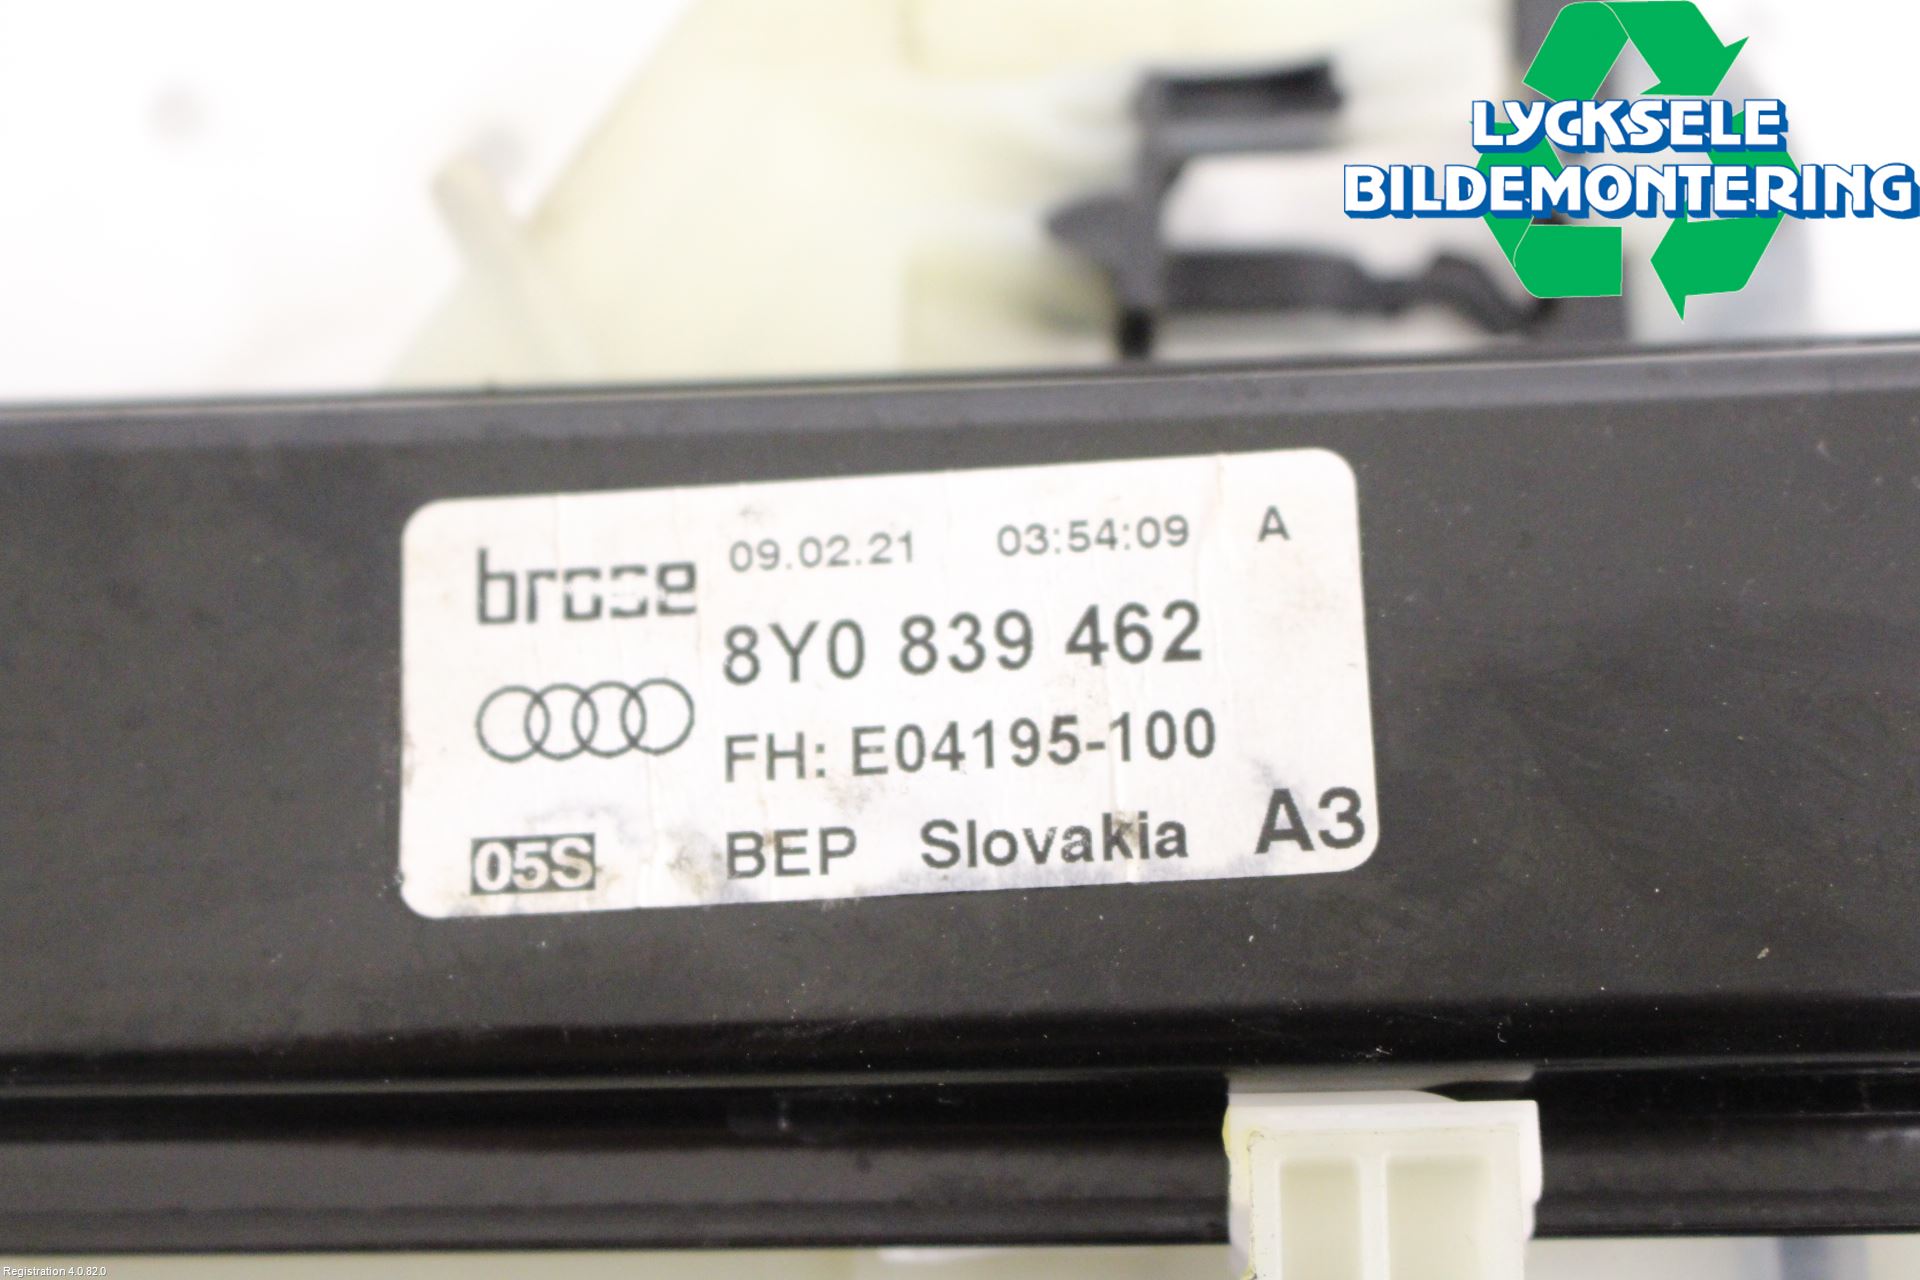 LYCKSELE
BILDEMONTERING
brose 09.02.21 03:54:09 A
8Y0 839 462
FH: E04195-100
05S BEP Slovakia A3
Registration 4.0.82.0